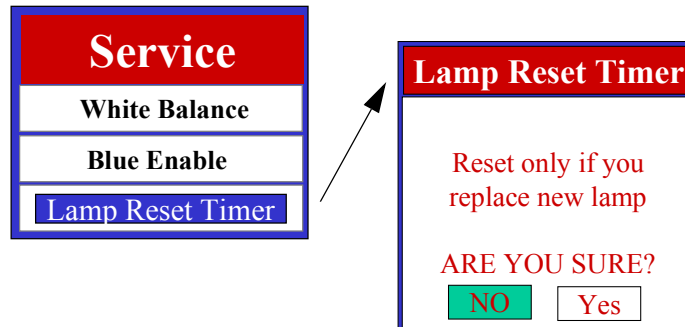 Service
White Balance
Blue Enable
Lamp Reset Timer
Lamp Reset Timer
Reset only if you
replace new lamp
ARE YOU SURE?
NO Yes